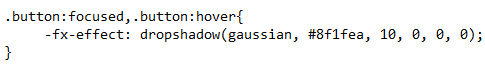 .button:focused,.button:hover{
-fx-effect: dropshadow(gaussian, #8f1fea, 10, 0, 0, 0);
}